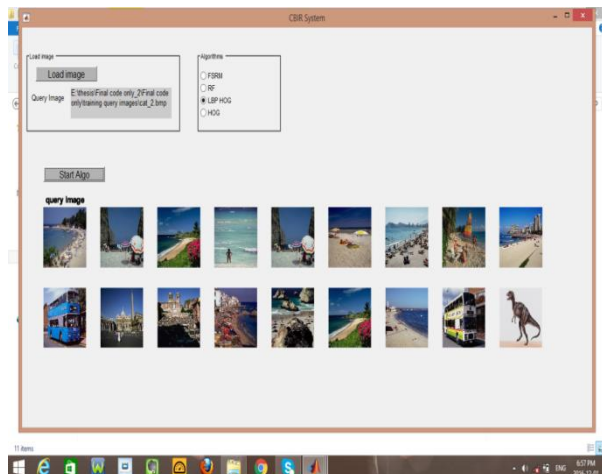 CBIR System
Load image
Load image
Query Image
E:\thesis\Final code only_2\Final code
only\training query images\cat_2.bmp
Algorithms
FSRM
RF
LBP HOG
HOG
Start Algo
query image
11 items
ENG
6:57 PM